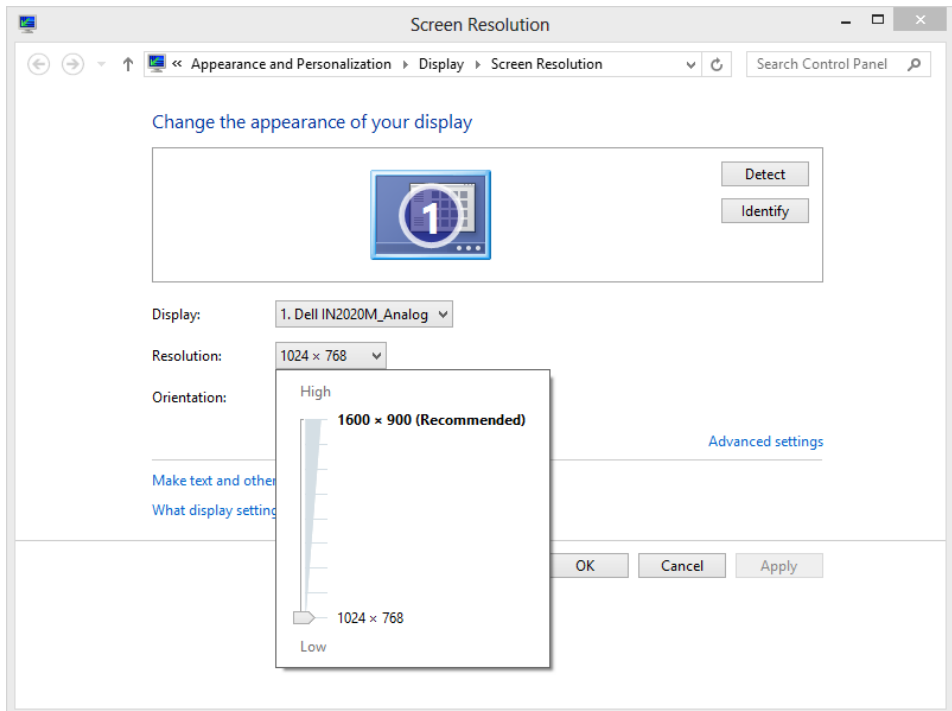 Screen Resolution
« Appearance and Personalization Display Screen Resolution
Search Control Panel
Change the appearance of your display
1
Detect
Identify
Display: 1. Dell IN2020M_Analog
Resolution: 1024 × 768
High
Orientation:
1600 × 900 (Recommended)
Advanced settings
Make text and other
What display setting
OK Cancel Apply
1024 × 768
Low